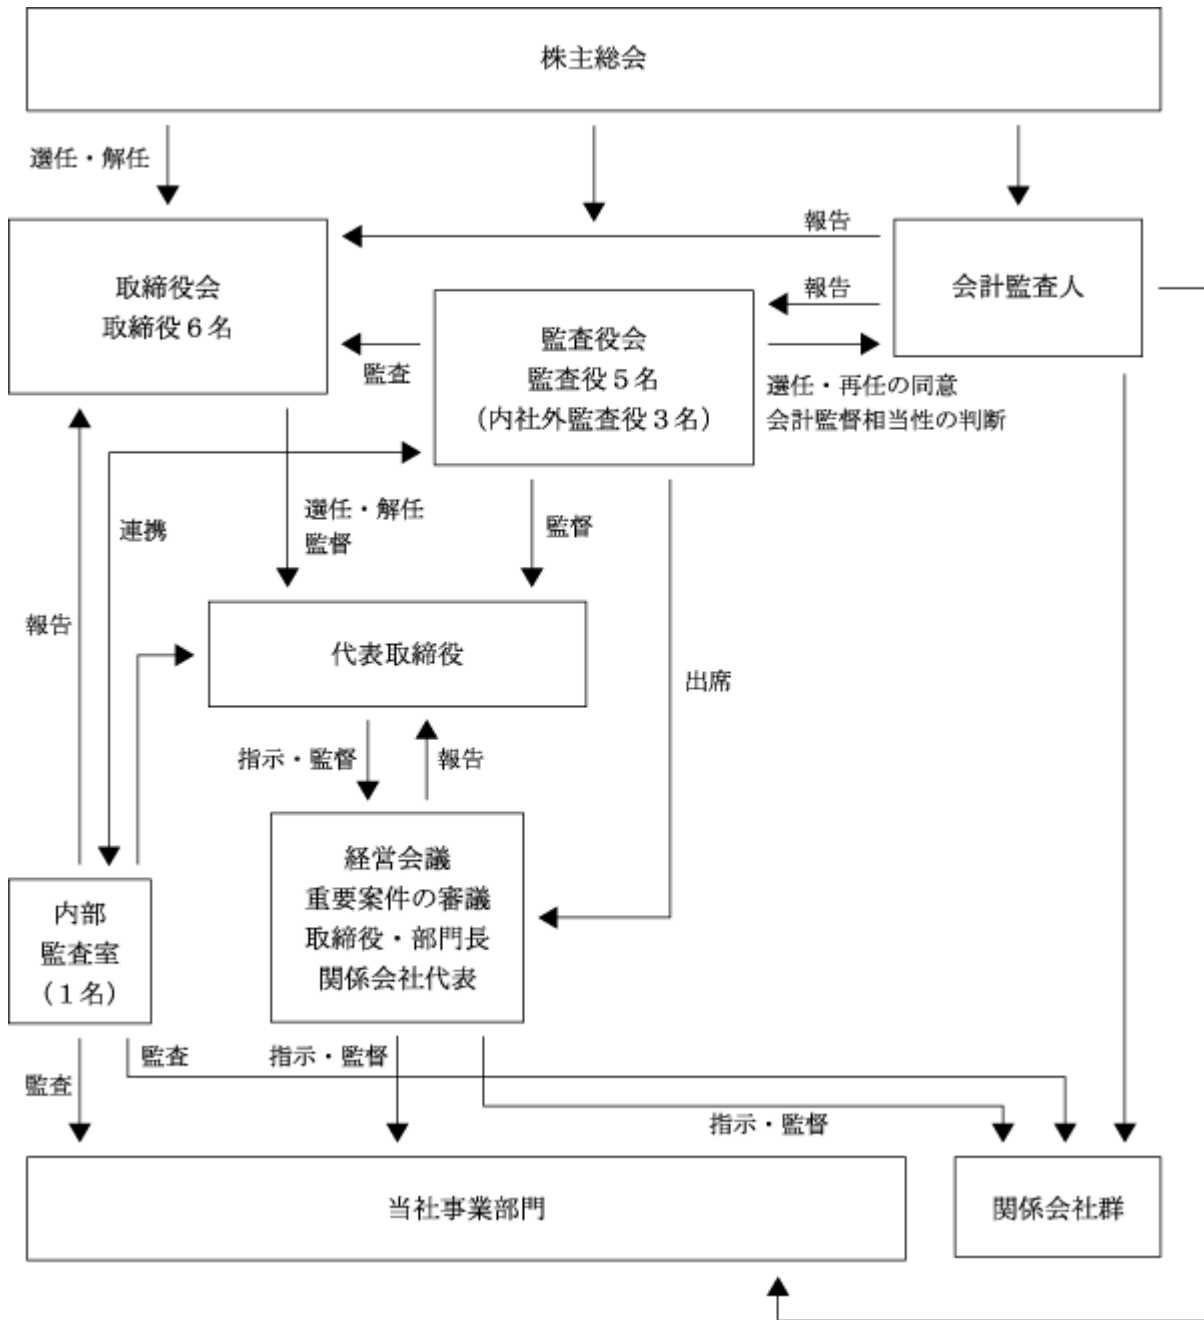 株主総会
選任・解任
報告
取締役会
取締役６名
会計監査人
報告
監査役会
監査役５名
（内社外監査役３名）
監査
選任・再任の同意
会計監督相当性の判断
連携
選任・解任
監督
監督
報告
代表取締役
出席
指示・監督
報告
経営会議
重要案件の審議
取締役・部門長
関係会社代表
内部
監査室
（１名）
監査
監査
指示・監督
指示・監督
当社事業部門
関係会社群